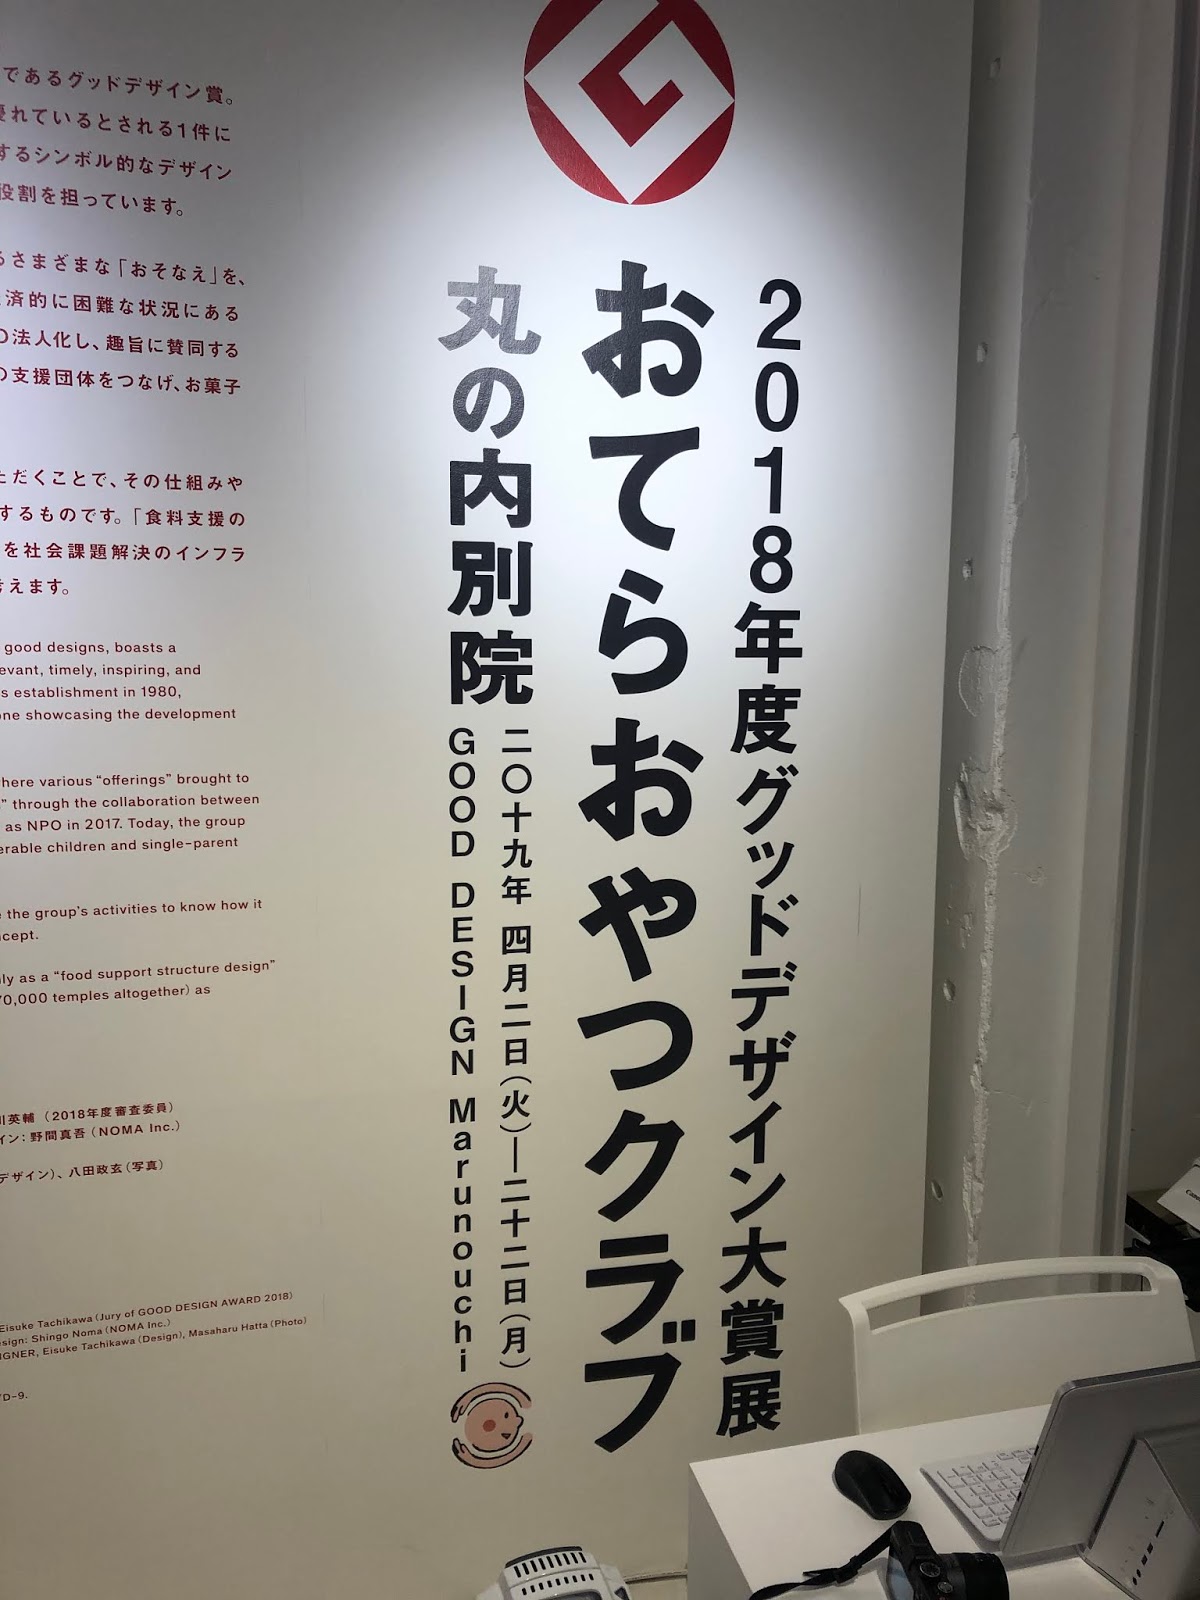 2018年度グッドデザイン大賞展
おてらおやつクラブ
丸の内別院
二〇十九年 四月二日(火)—二十二日(月)
GOOD DESIGN Marunouchi
であるグッドデザイン賞。
優れているとされる1件に
するシンボル的なデザイン
役割を担っています。
るさまざまな「おそなえ」を、
済的に困難な状況にある
の法人化し、趣旨に賛同する
の支援団体をつなげ、お菓子
ただくことで、その仕組みや
するものです。「食料支援の
を社会課題解決のインフラ
考えます。
good designs, boasts a
evant, timely, inspiring, and
s establishment in 1980,
one showcasing the development
here various “offerings” brought to
” through the collaboration between
as NPO in 2017. Today, the group
erable children and single-parent
e the group’s activities to know how it
ncept.
nly as a “food support structure design”
70,000 temples altogether) as
川英輔（2018年度審査委員）
イン：野間真吾（NOMA Inc.）
デザイン）、八田政玄（写真）
Eisuke Tachikawa (Jury of GOOD DESIGN AWARD 2018)
esign: Shingo Noma (NOMA Inc.)
IGNER, Eisuke Tachikawa (Design), Masaharu Hatta (Photo)
D-9.
Canon